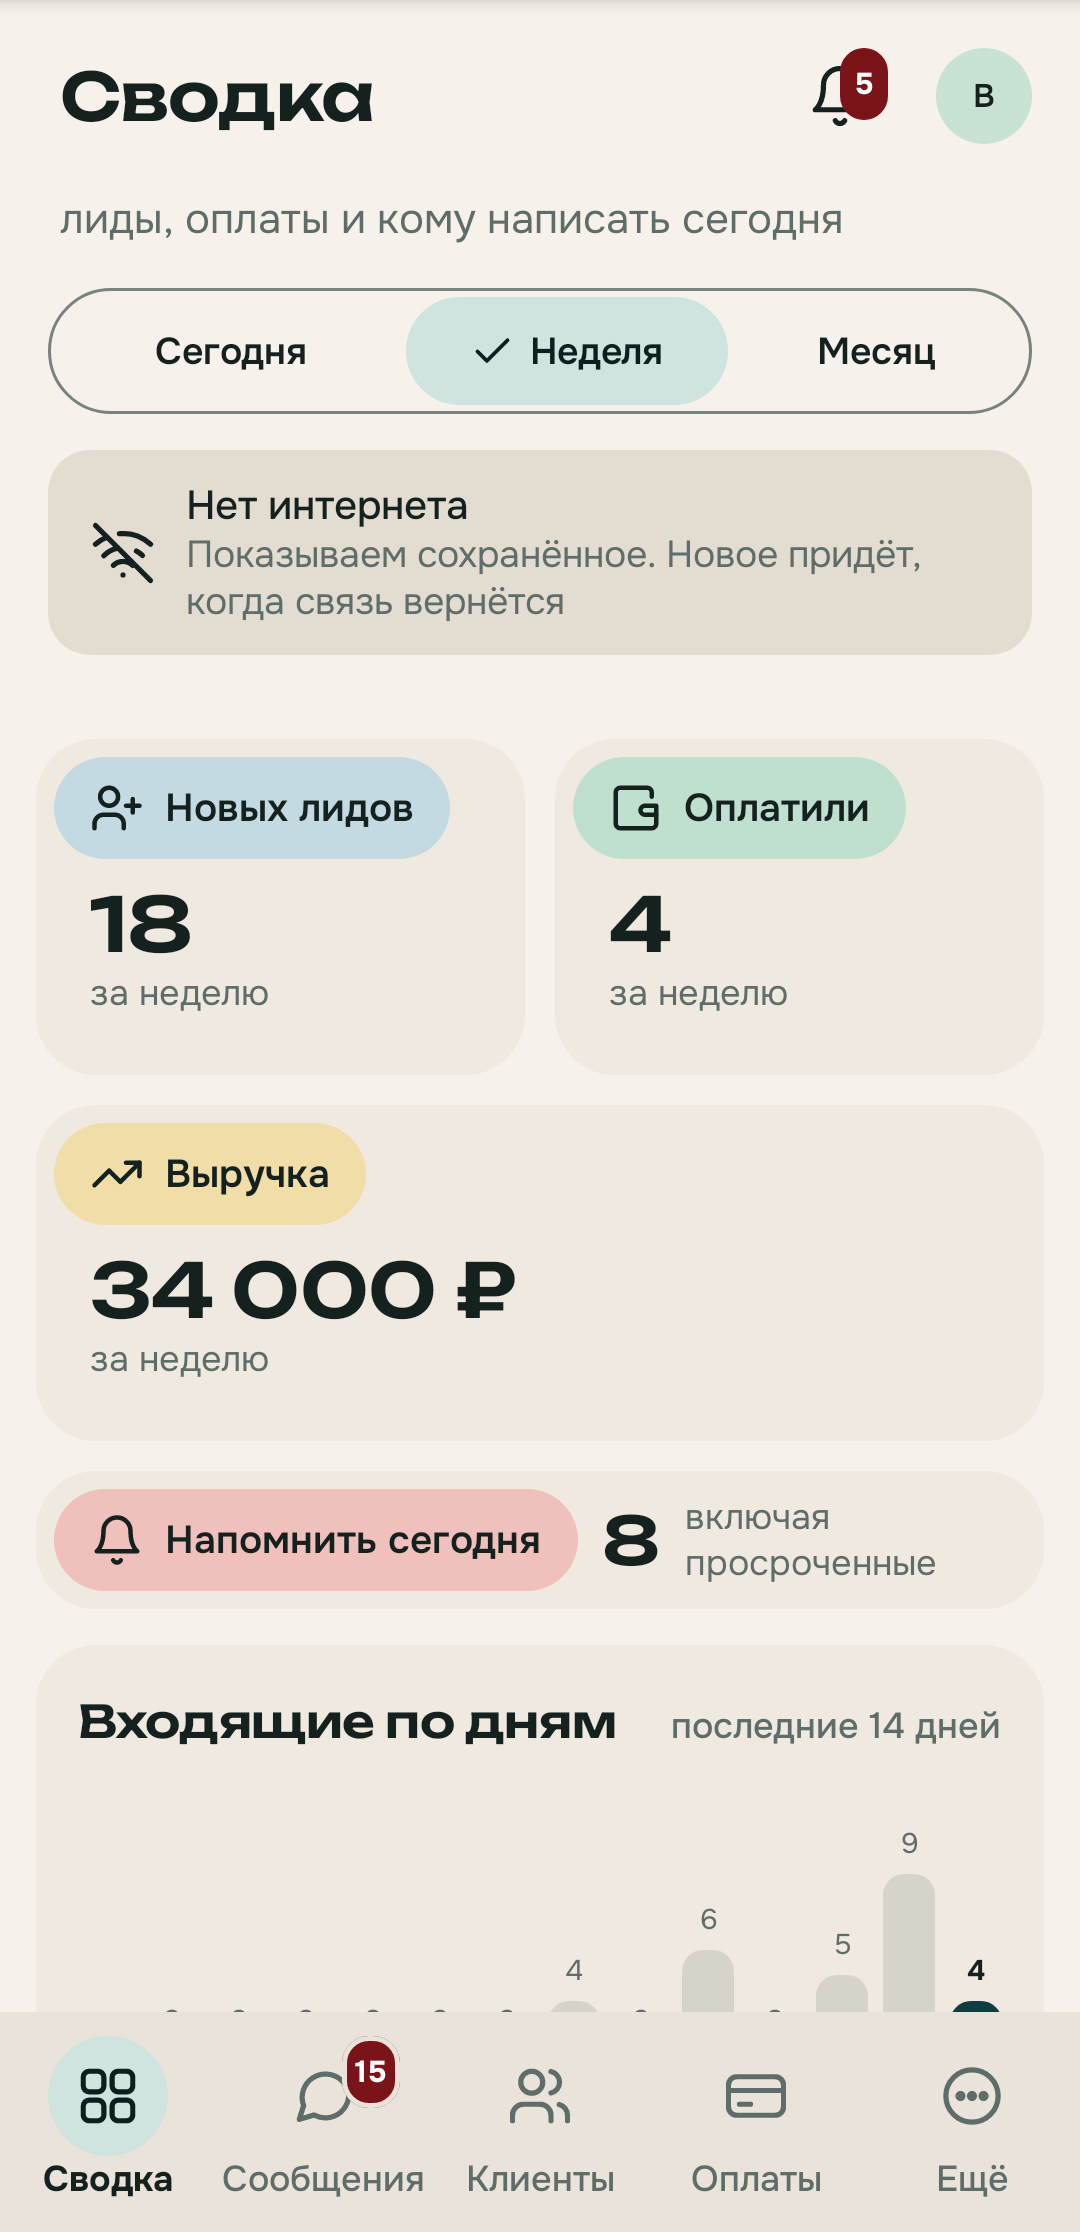 Сводка
5
В
лиды, оплаты и кому написать сегодня
Сегодня
Неделя
Месяц
Нет интернета
Показываем сохранённое. Новое придёт,
когда связь вернётся
Новых лидов
18
за неделю
Оплатили
4
за неделю
Выручка
34 000 ₽
за неделю
Напомнить сегодня
8
включая
просроченные
Входящие по дням
последние 14 дней
4
6
5
9
4
15
Сводка
Сообщения
Клиенты
Оплаты
Ещё